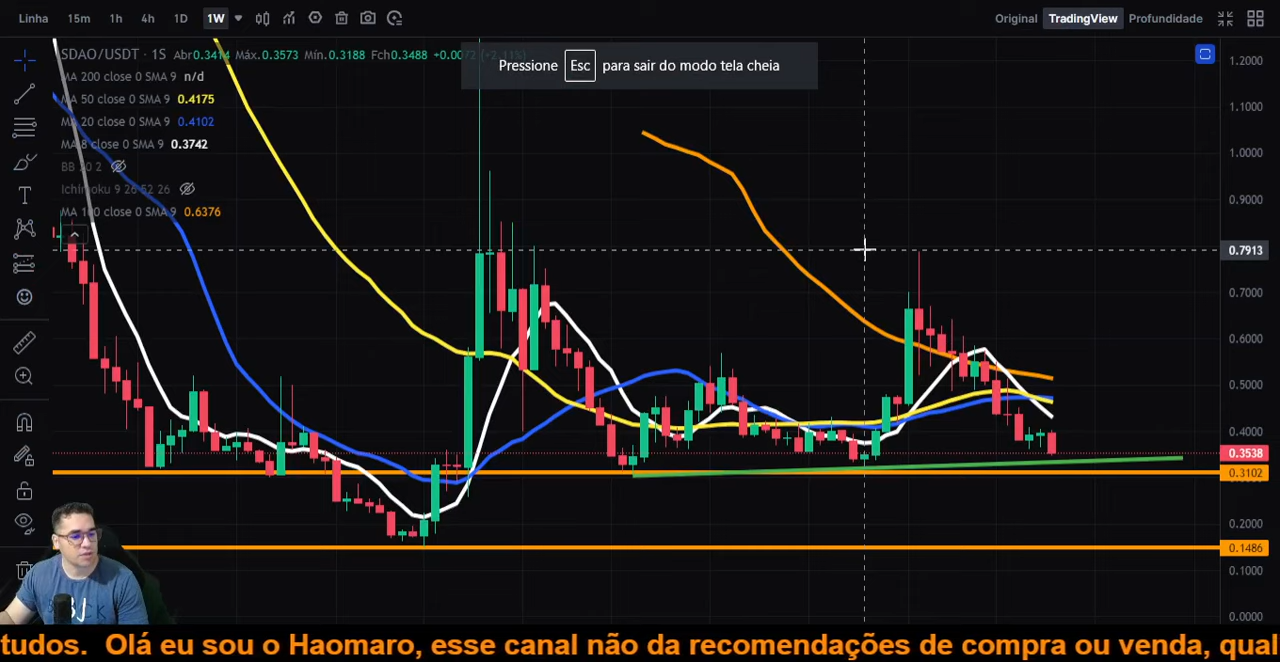 Linha 15m 1h 4h 1D 1W Original TradingView Profundidade
SDAO/USDT · 1S Abr0.3414 Máx.0.3573 Mín.0.3188 Fch0.3488
Pressione Esc para sair do modo tela cheia
MA 200 close 0 SMA 9 n/d
MA 50 close 0 SMA 9 0.4175
MA 20 close 0 SMA 9 0.4102
MA 8 close 0 SMA 9 0.3742
BB 20 2
Ichimoku 9 26 52 26
MA 100 close 0 SMA 9 0.6376
1.2000
1.1000
1.0000
0.9000
0.7913
0.7000
0.6000
0.5000
0.4000
0.3538
0.3102
0.2000
0.1486
0.1000
0.0000
tudos. Olá eu sou o Haomaro, esse canal não da recomendações de compra ou venda, qual